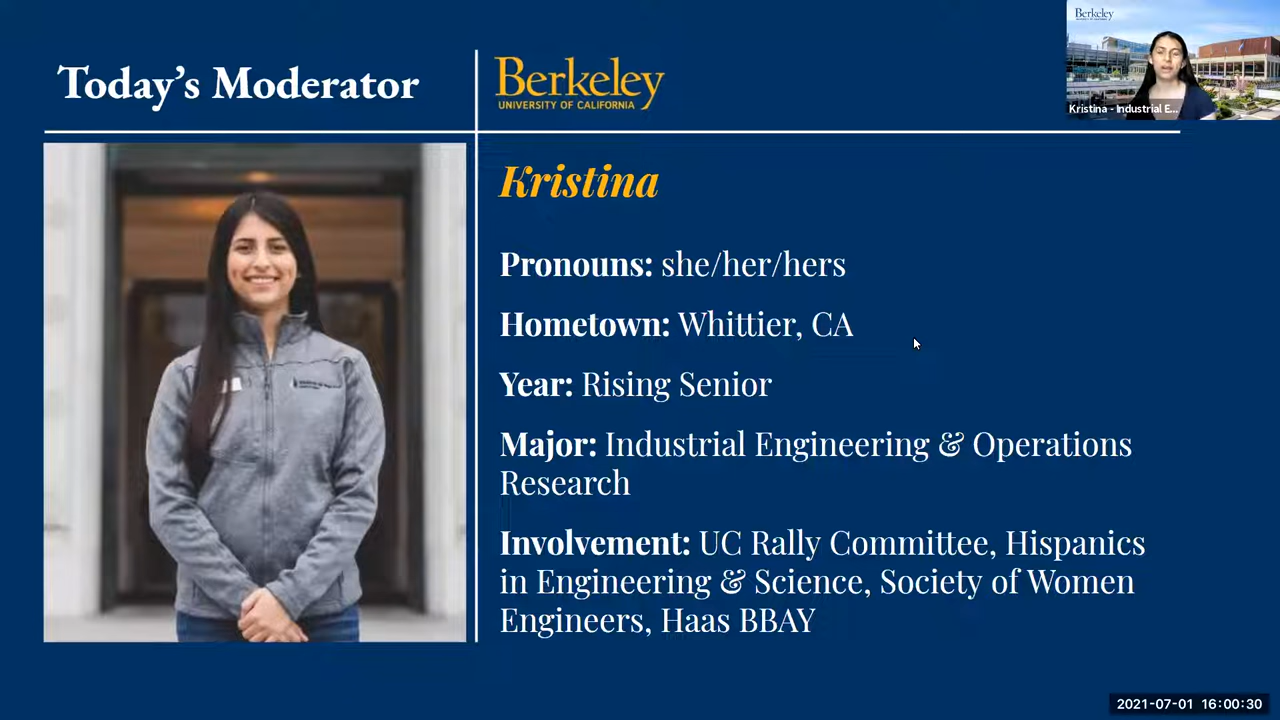 Today's Moderator
Berkeley
UNIVERSITY OF CALIFORNIA
Berkeley
Kristina - Industrial E...
Kristina
Pronouns: she/her/hers
Hometown: Whittier, CA
Year: Rising Senior
Major: Industrial Engineering & Operations
Research
Involvement: UC Rally Committee, Hispanics
in Engineering & Science, Society of Women
Engineers, Haas BBAY
2021-07-01 16:00:30